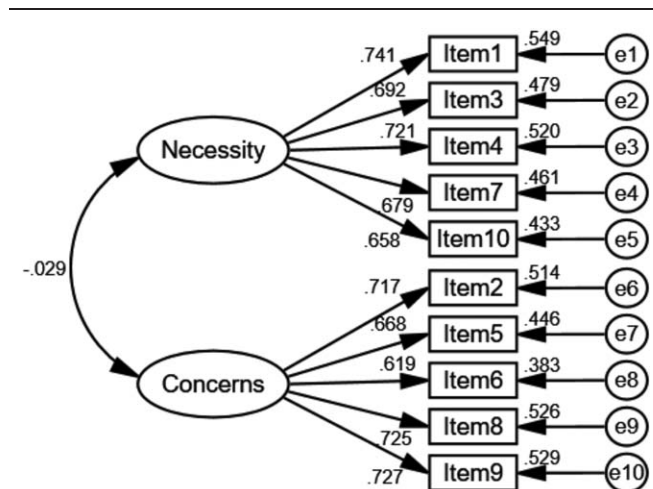 .741 Item1 .549 e1
.692 Item3 .479 e2
Necessity .721 Item4 .520 e3
Item7 .461 e4
.679
.658 Item10 .433 e5
-.029
.717 Item2 .514 e6
.668 Item5 .446 e7
Concerns .619 Item6 .383 e8
Item8 .526 e9
.725
.727 Item9 .529 e10